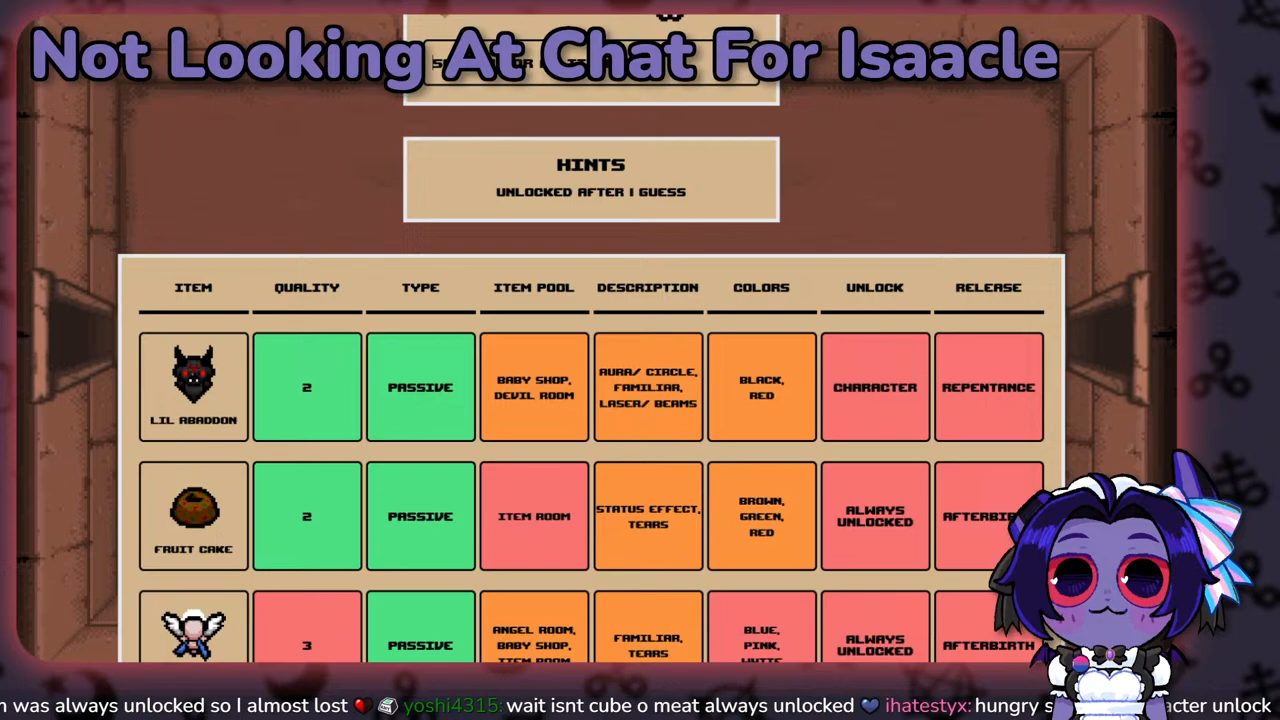 Not Looking At Chat For Isaacle
HINTS
UNLOCKED AFTER 1 GUESS
ITEM QUALITY TYPE ITEM POOL DESCRIPTION COLORS UNLOCK RELEASE
LIL ABADDON
2
PASSIVE
BABY SHOP,
DEVIL ROOM
AURA/ CIRCLE,
FAMILIAR,
LASER/ BEAMS
BLACK,
RED
CHARACTER
REPENTANCE
FRUIT CAKE
2
PASSIVE
ITEM ROOM
STATUS EFFECT,
TEARS
BROWN,
GREEN,
RED
ALWAYS
UNLOCKED
3
PASSIVE
ANGEL ROOM,
BABY SHOP,
ITEM ROOM
FAMILIAR,
TEARS
BLUE,
PINK,
WHITE
ALWAYS
UNLOCKED
AFTERBIRTH
was always unlocked so I almost lost yoshi4315: wait isnt cube o meat always unlocked ihatestyx: hungry unlock